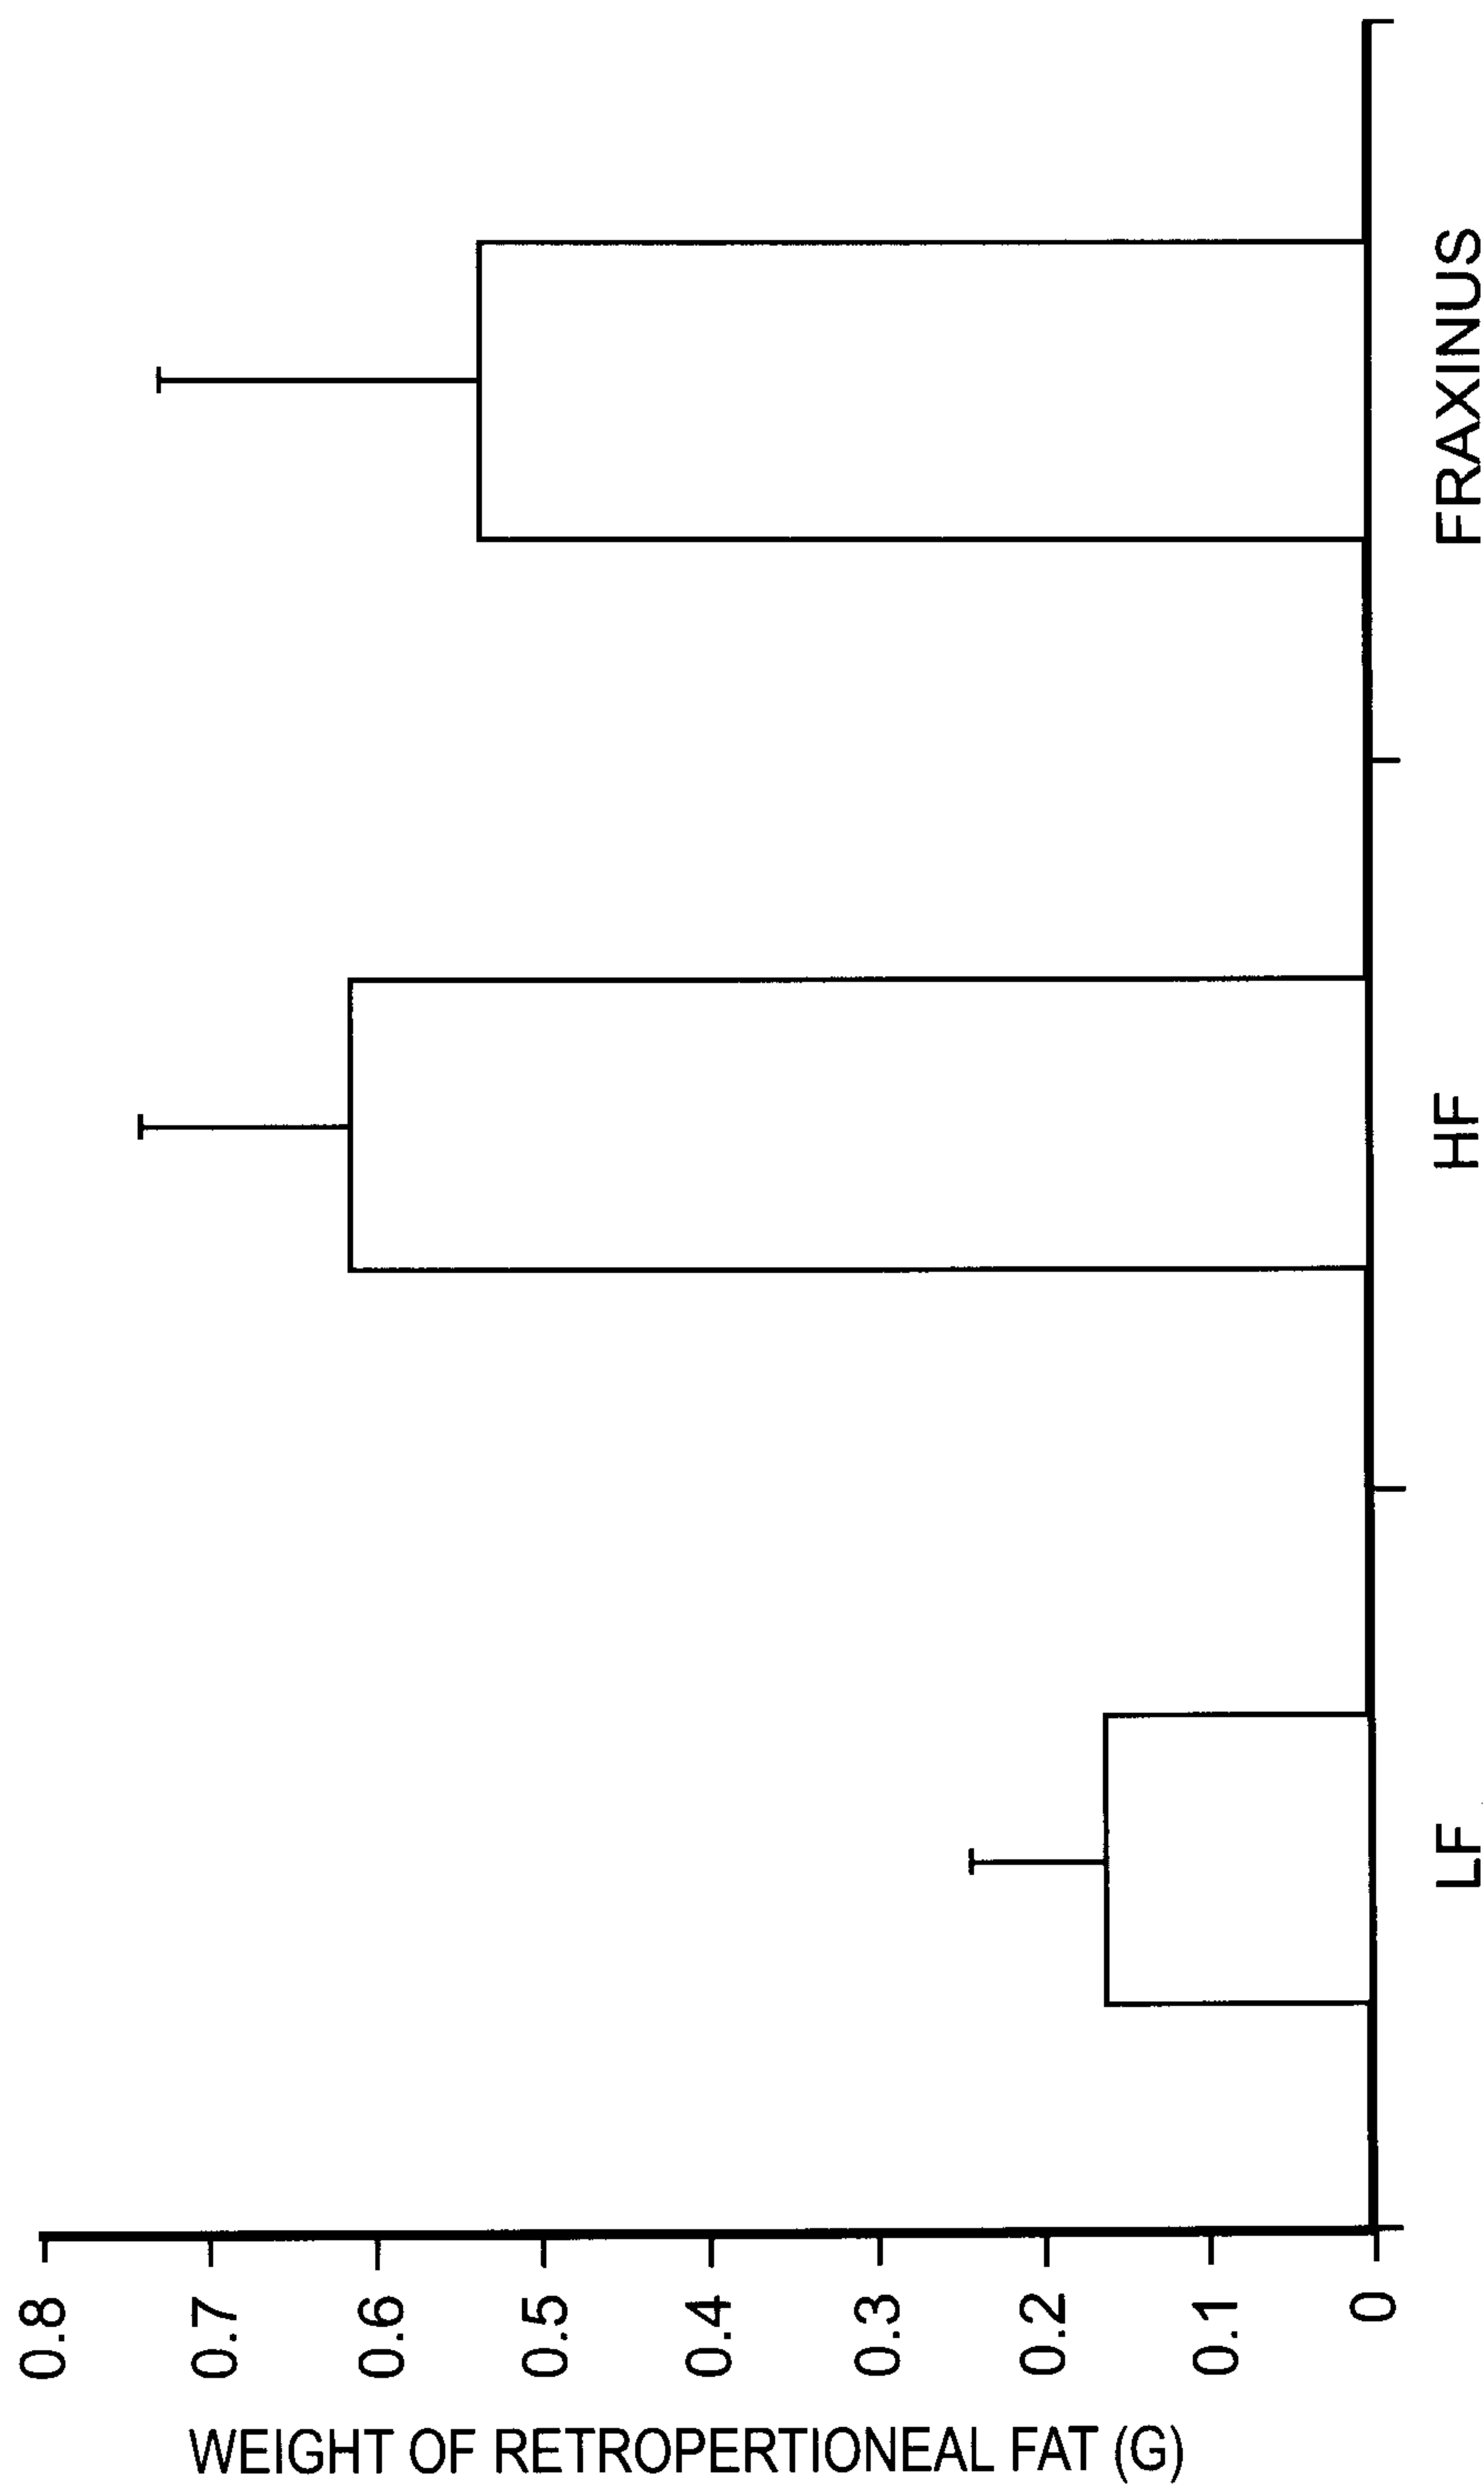 WEIGHT OF RETROPERTIONEAL FAT (G)
0.8
0.7
0.6
0.5
0.4
0.3
0.2
0.1
0
LF
HF
FRAXINUS